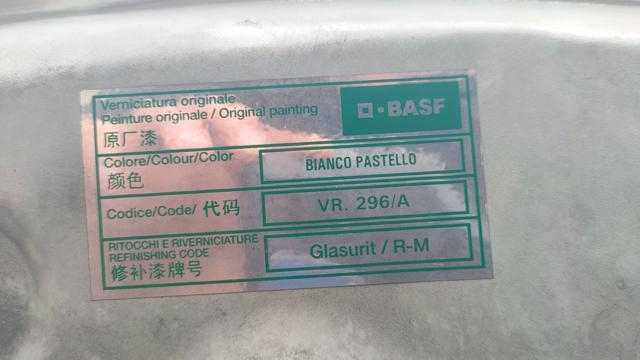 Verniciatura originale
Peinture originale / Original painting
原厂漆
BASF
Colore/Colour/Color
颜色
BIANCO PASTELLO
Codice/Code/ 代码
VR. 296/A
RITOCCHI E RIVERNICIATURE
REFINISHING CODE
修补漆牌号
Glasurit / R-M